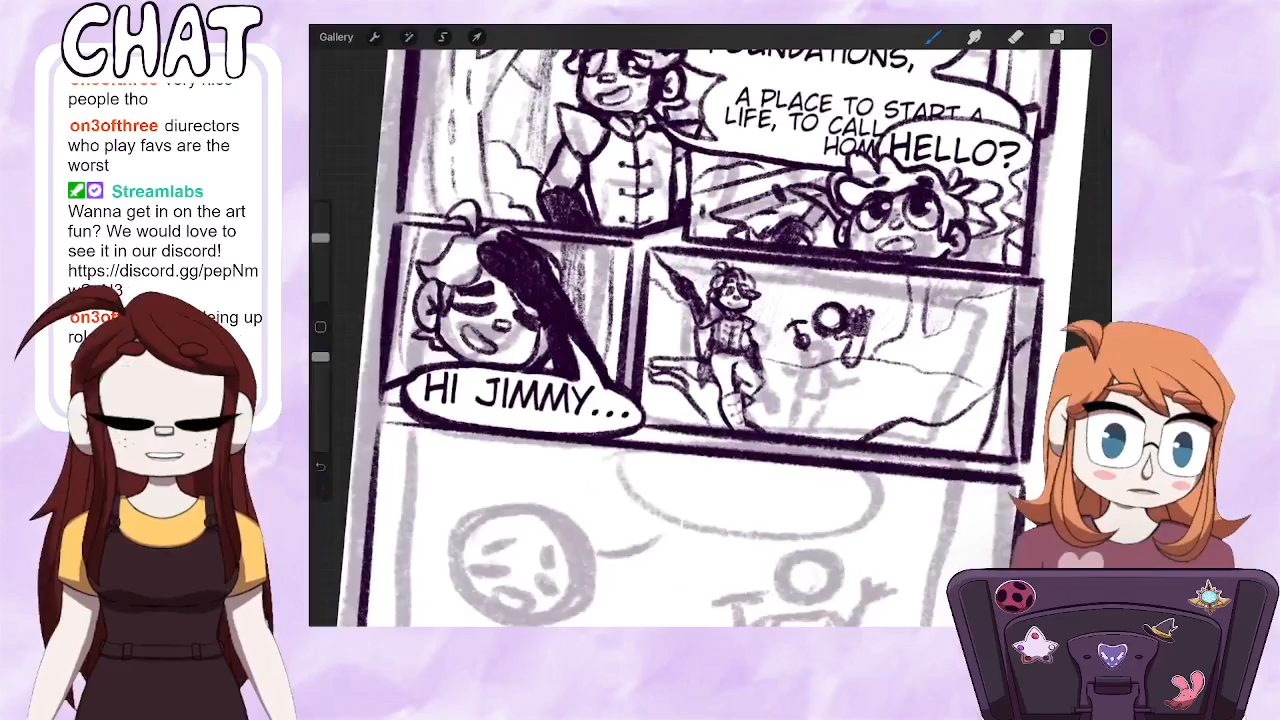 CHAT
people tho
on3ofthree diurectors
who play favs are the
worst
Streamlabs
Wanna get in on the art
fun? We would love to
see it in our discord!
https://discord.gg/pepNm
Gallery
FOUNDATIONS,
A PLACE TO START A
LIFE, TO CALL
HOM
HELLO?
HI JIMMY...